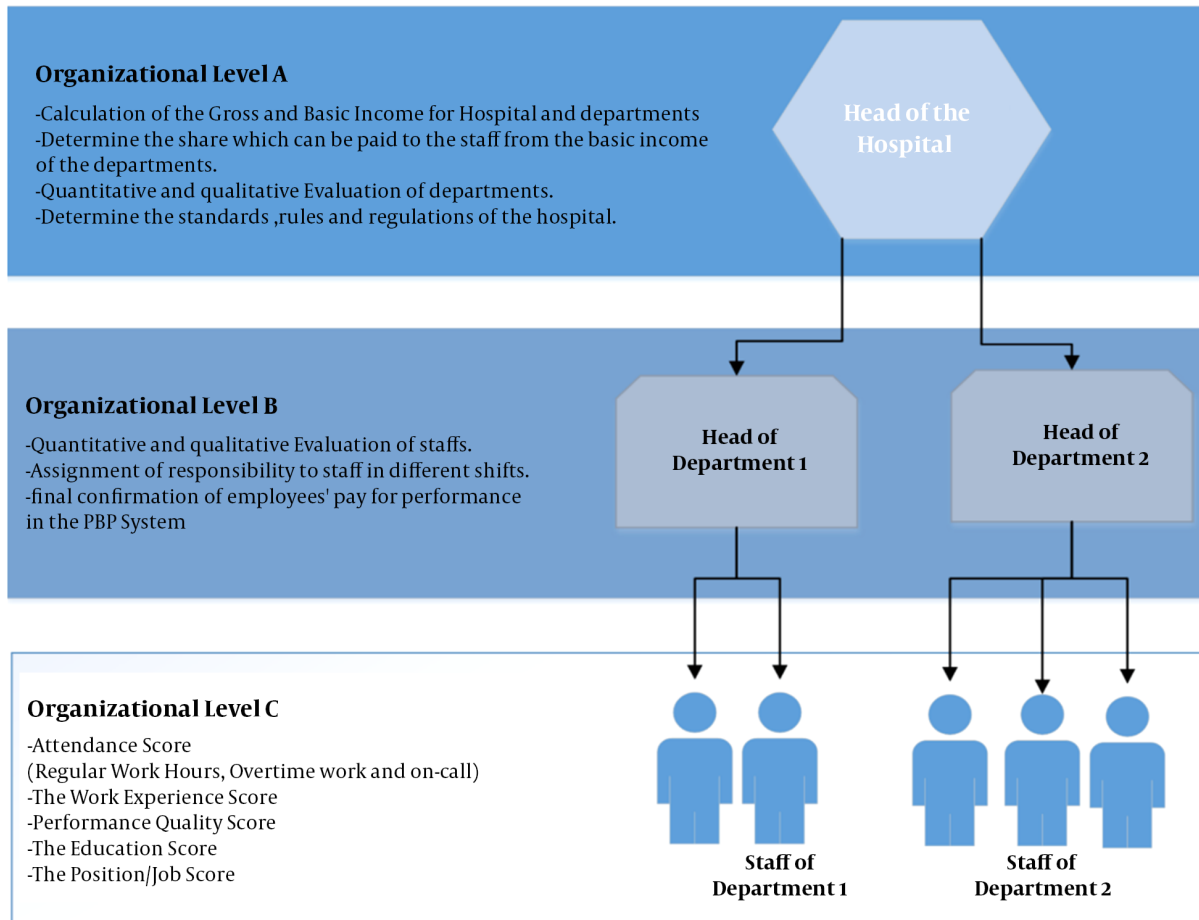 Organizational Level A
-Calculation of the Gross and Basic Income for Hospital and departments
-Determine the share which can be paid to the staff from the basic income
of the departments.
-Quantitative and qualitative Evaluation of departments.
-Determine the standards ,rules and regulations of the hospital.
Head of the
Hospital
Organizational Level B
-Quantitative and qualitative Evaluation of staffs.
-Assignment of responsibility to staff in different shifts.
-final confirmation of employees' pay for performance
in the PBP System
Head of
Department 1
Head of
Department 2
Organizational Level C
-Attendance Score
(Regular Work Hours, Overtime work and on-call)
-The Work Experience Score
-Performance Quality Score
-The Education Score
-The Position/Job Score
Staff of
Department 1
Staff of
Department 2